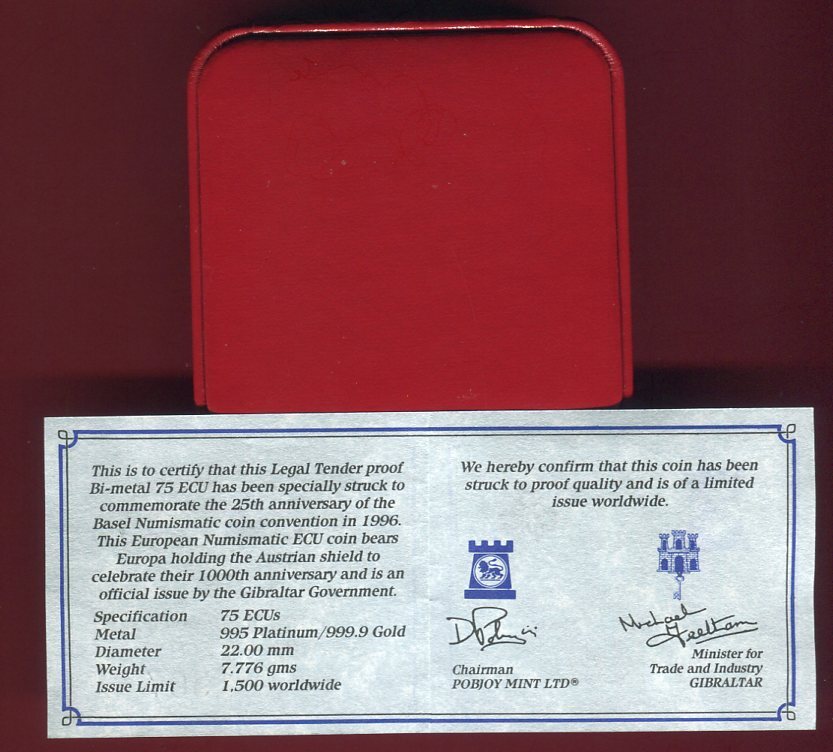 This is to certify that this Legal Tender proof
Bi-metal 75 ECU has been specially struck to
commemorate the 25th anniversary of the
Basel Numismatic coin convention in 1996.
This European Numismatic ECU coin bears
Europa holding the Austrian shield to
celebrate their 1000th anniversary and is an
official issue by the Gibraltar Government.
Specification 75 ECUs
Metal 995 Platinum/999.9 Gold
Diameter 22.00 mm
Weight 7.776 gms
Issue Limit 1,500 worldwide
We hereby confirm that this coin has been
struck to proof quality and is of a limited
issue worldwide.
Chairman
POBJOY MINT LTD®
Michael
Feetham
Minister for
Trade and Industry
GIBRALTAR